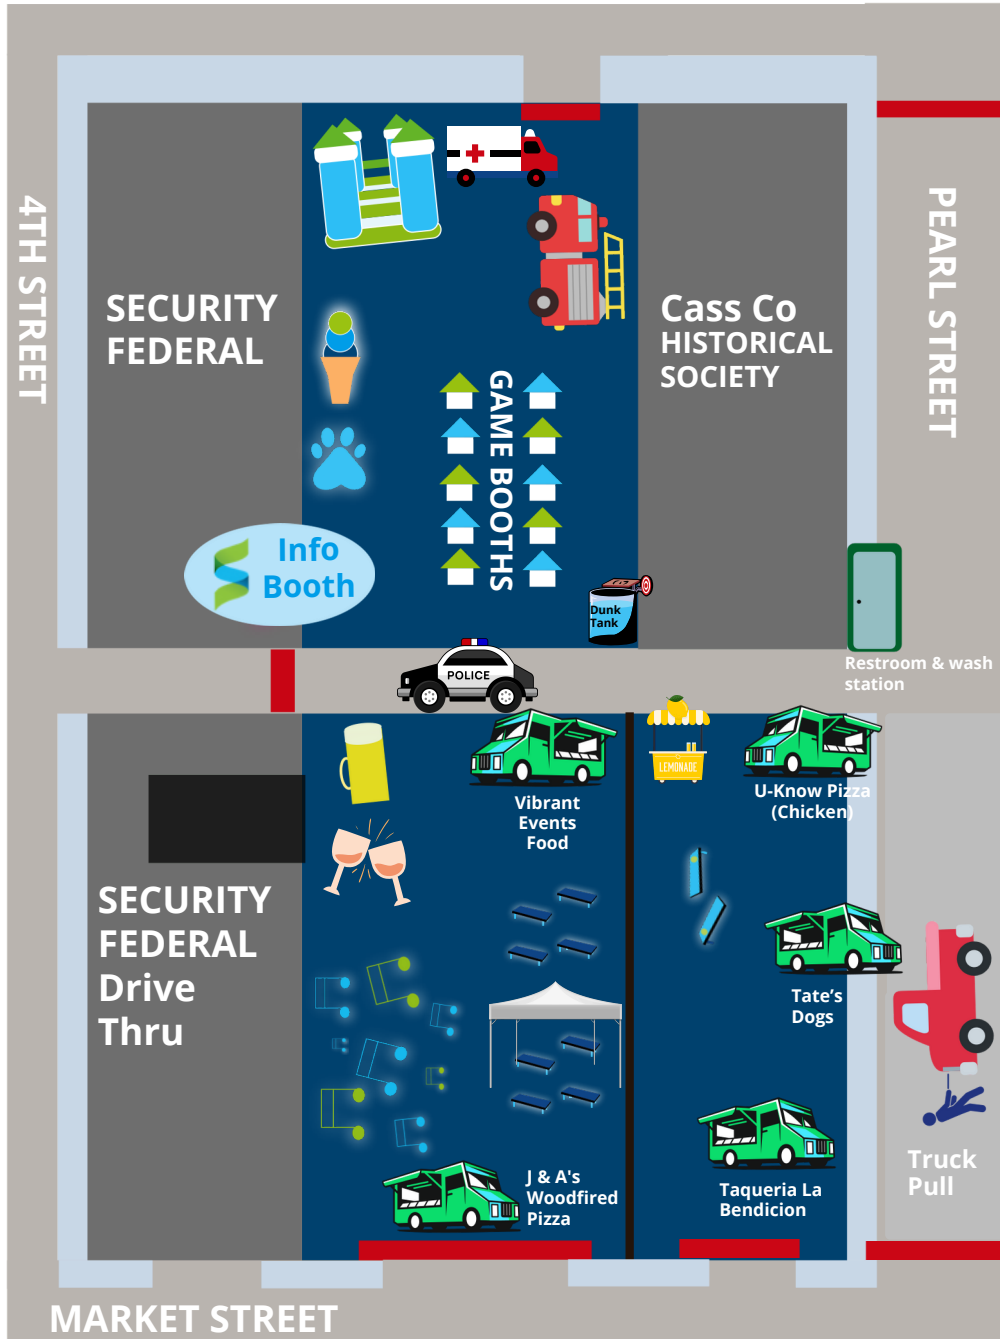 4TH STREET
PEARL STREET
SECURITY
FEDERAL
Cass Co
HISTORICAL
SOCIETY
GAME BOOTHS
Info
Booth
Dunk
Tank
POLICE
Restroom & wash
station
LEMONADE
Vibrant
Events
Food
U-Know Pizza
(Chicken)
SECURITY
FEDERAL
Drive
Thru
Tate’s
Dogs
J & A's
Woodfired
Pizza
Taqueria La
Bendicion
Truck
Pull
MARKET STREET